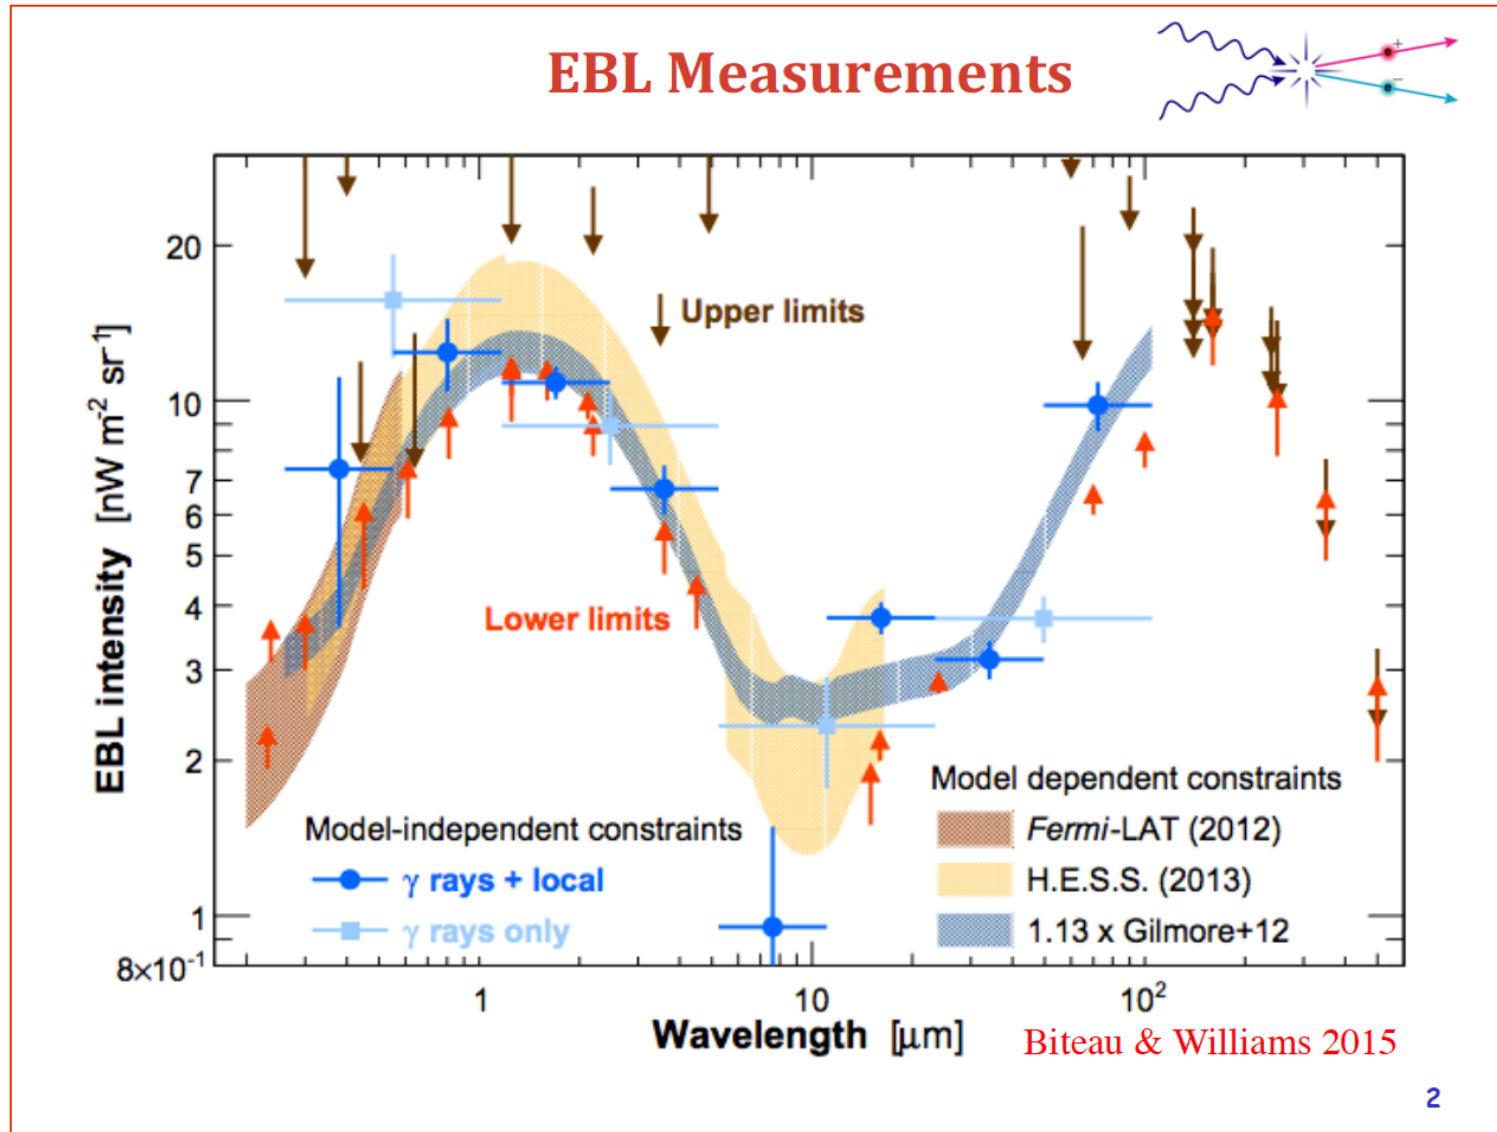 EBL Measurements
e+
e−
20
10
7
6
5
4
3
2
1
8×10⁻¹
EBL intensity [nW m⁻² sr⁻¹]
Upper limits
Lower limits
Model-independent constraints
γ rays + local
γ rays only
Model dependent constraints
Fermi-LAT (2012)
H.E.S.S. (2013)
1.13 x Gilmore+12
1 10 10²
Wavelength [μm]
Biteau & Williams 2015
2